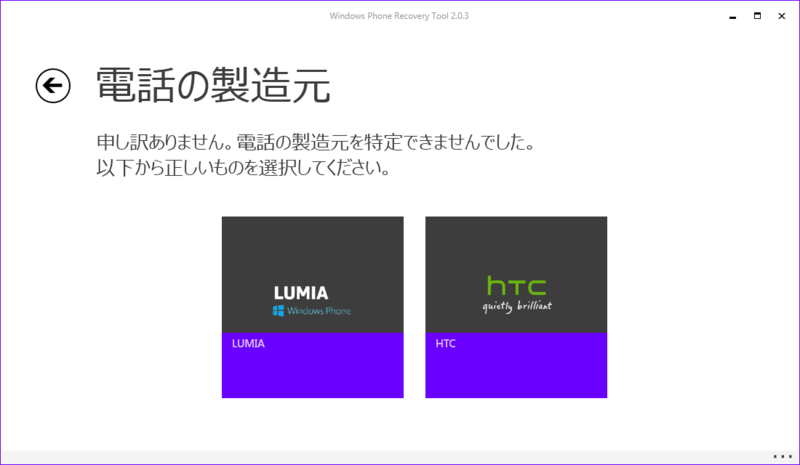 Windows Phone Recovery Tool 2.0.3
電話の製造元
申し訳ありません。電話の製造元を特定できませんでした。
以下から正しいものを選択してください。
LUMIA
Windows Phone
LUMIA
hTC
quietly brilliant
HTC